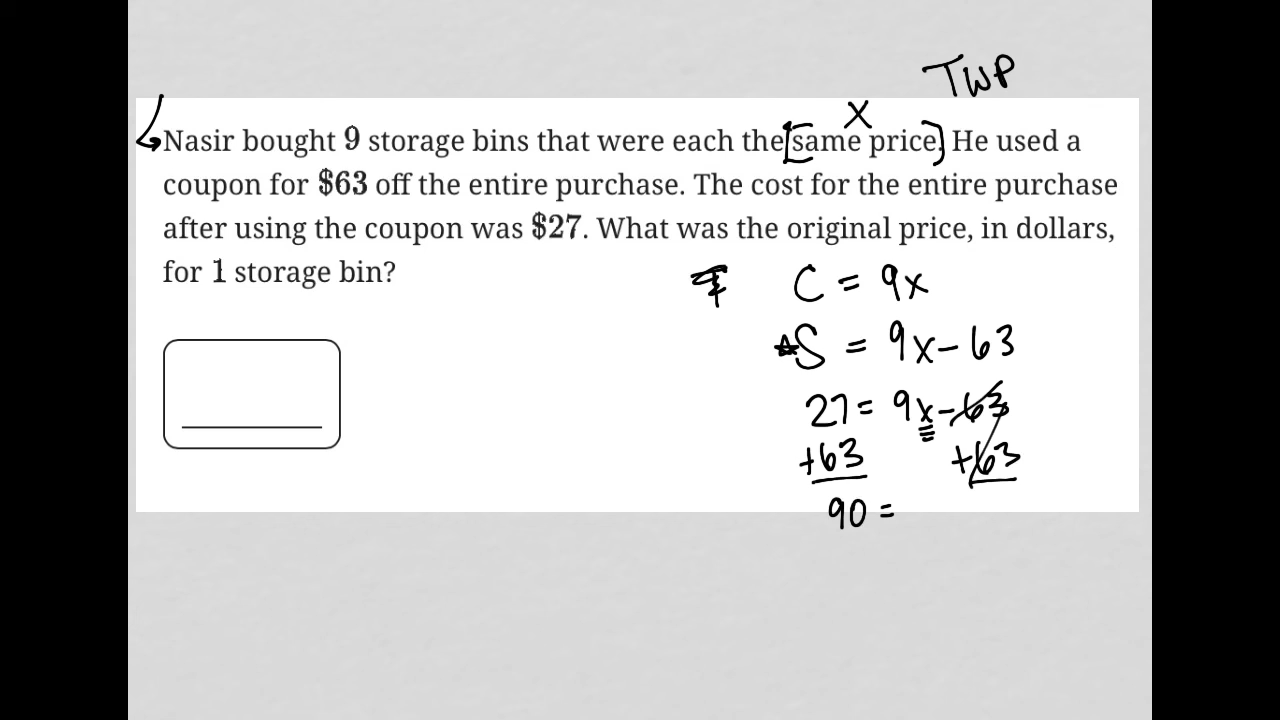 TWP
x
Nasir bought 9 storage bins that were each the [same price.] He used a
coupon for $63 off the entire purchase. The cost for the entire purchase
after using the coupon was $27. What was the original price, in dollars,
for 1 storage bin?
C = 9x
S = 9x - 63
27 = 9x - 63
+63 +63
90 =